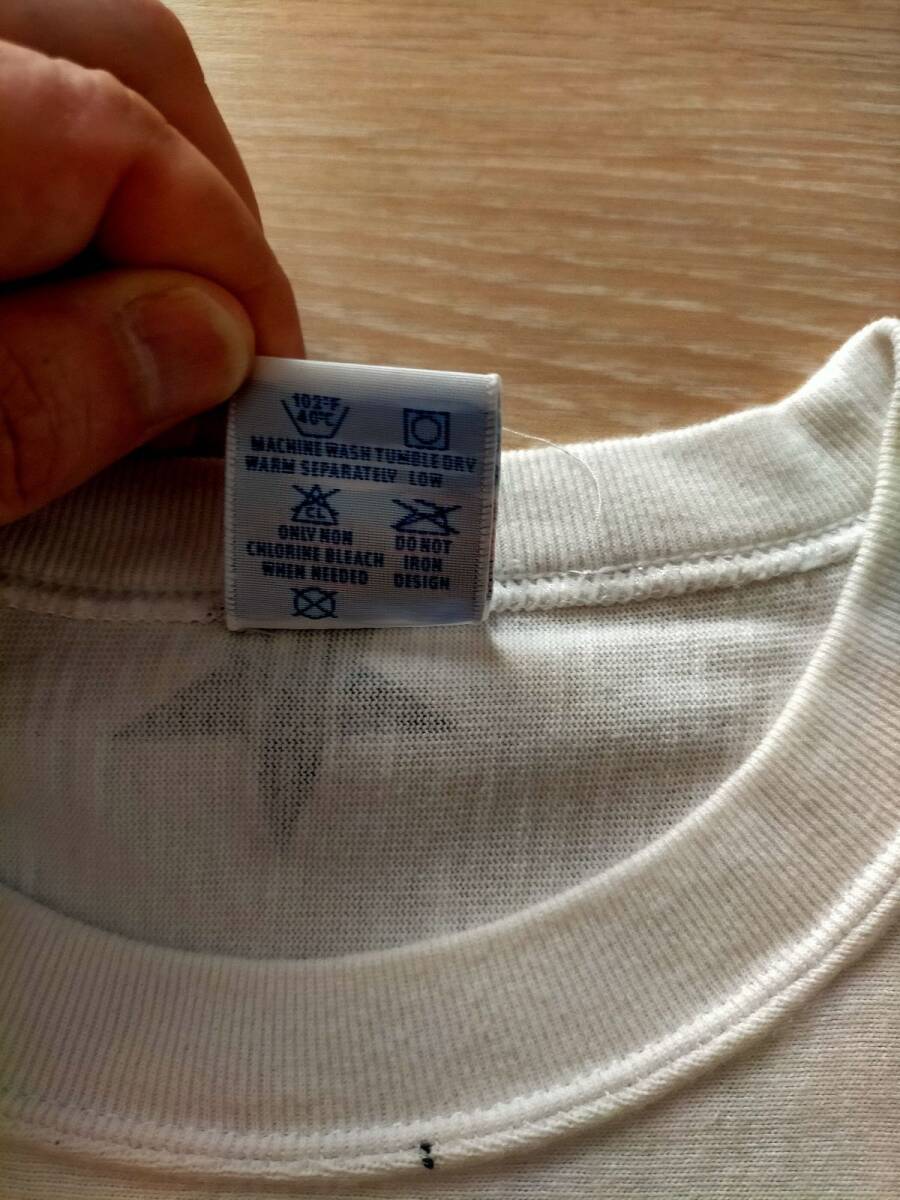 102°F
40°C
MACHINE WASH TUMBLE DRY
WARM SEPARATELY LOW
CL
ONLY NON
CHLORINE BLEACH
WHEN NEEDED
DO NOT
IRON
DESIGN